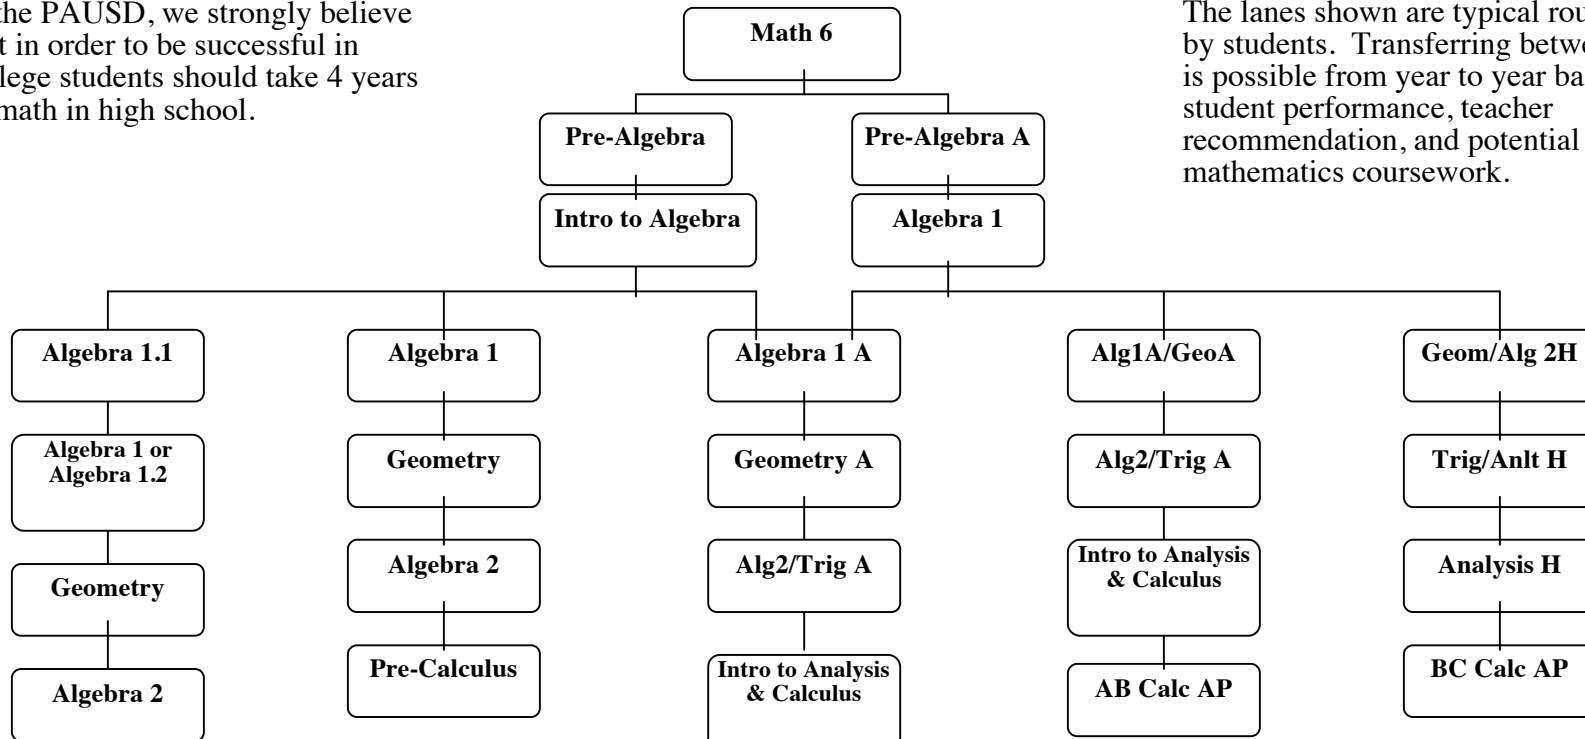 the PAUSD, we strongly believe
t in order to be successful in
lege students should take 4 years
math in high school.
The lanes shown are typical rou
by students. Transferring betwe
is possible from year to year ba
student performance, teacher
recommendation, and potential
mathematics coursework.
Math 6
Pre-Algebra
Pre-Algebra A
Intro to Algebra
Algebra 1
Algebra 1.1
Algebra 1
Algebra 1 A
Alg1A/GeoA
Geom/Alg 2H
Algebra 1 or
Algebra 1.2
Geometry
Geometry A
Alg2/Trig A
Trig/Anlt H
Geometry
Algebra 2
Alg2/Trig A
Intro to Analysis
& Calculus
Analysis H
Algebra 2
Pre-Calculus
Intro to Analysis
& Calculus
AB Calc AP
BC Calc AP